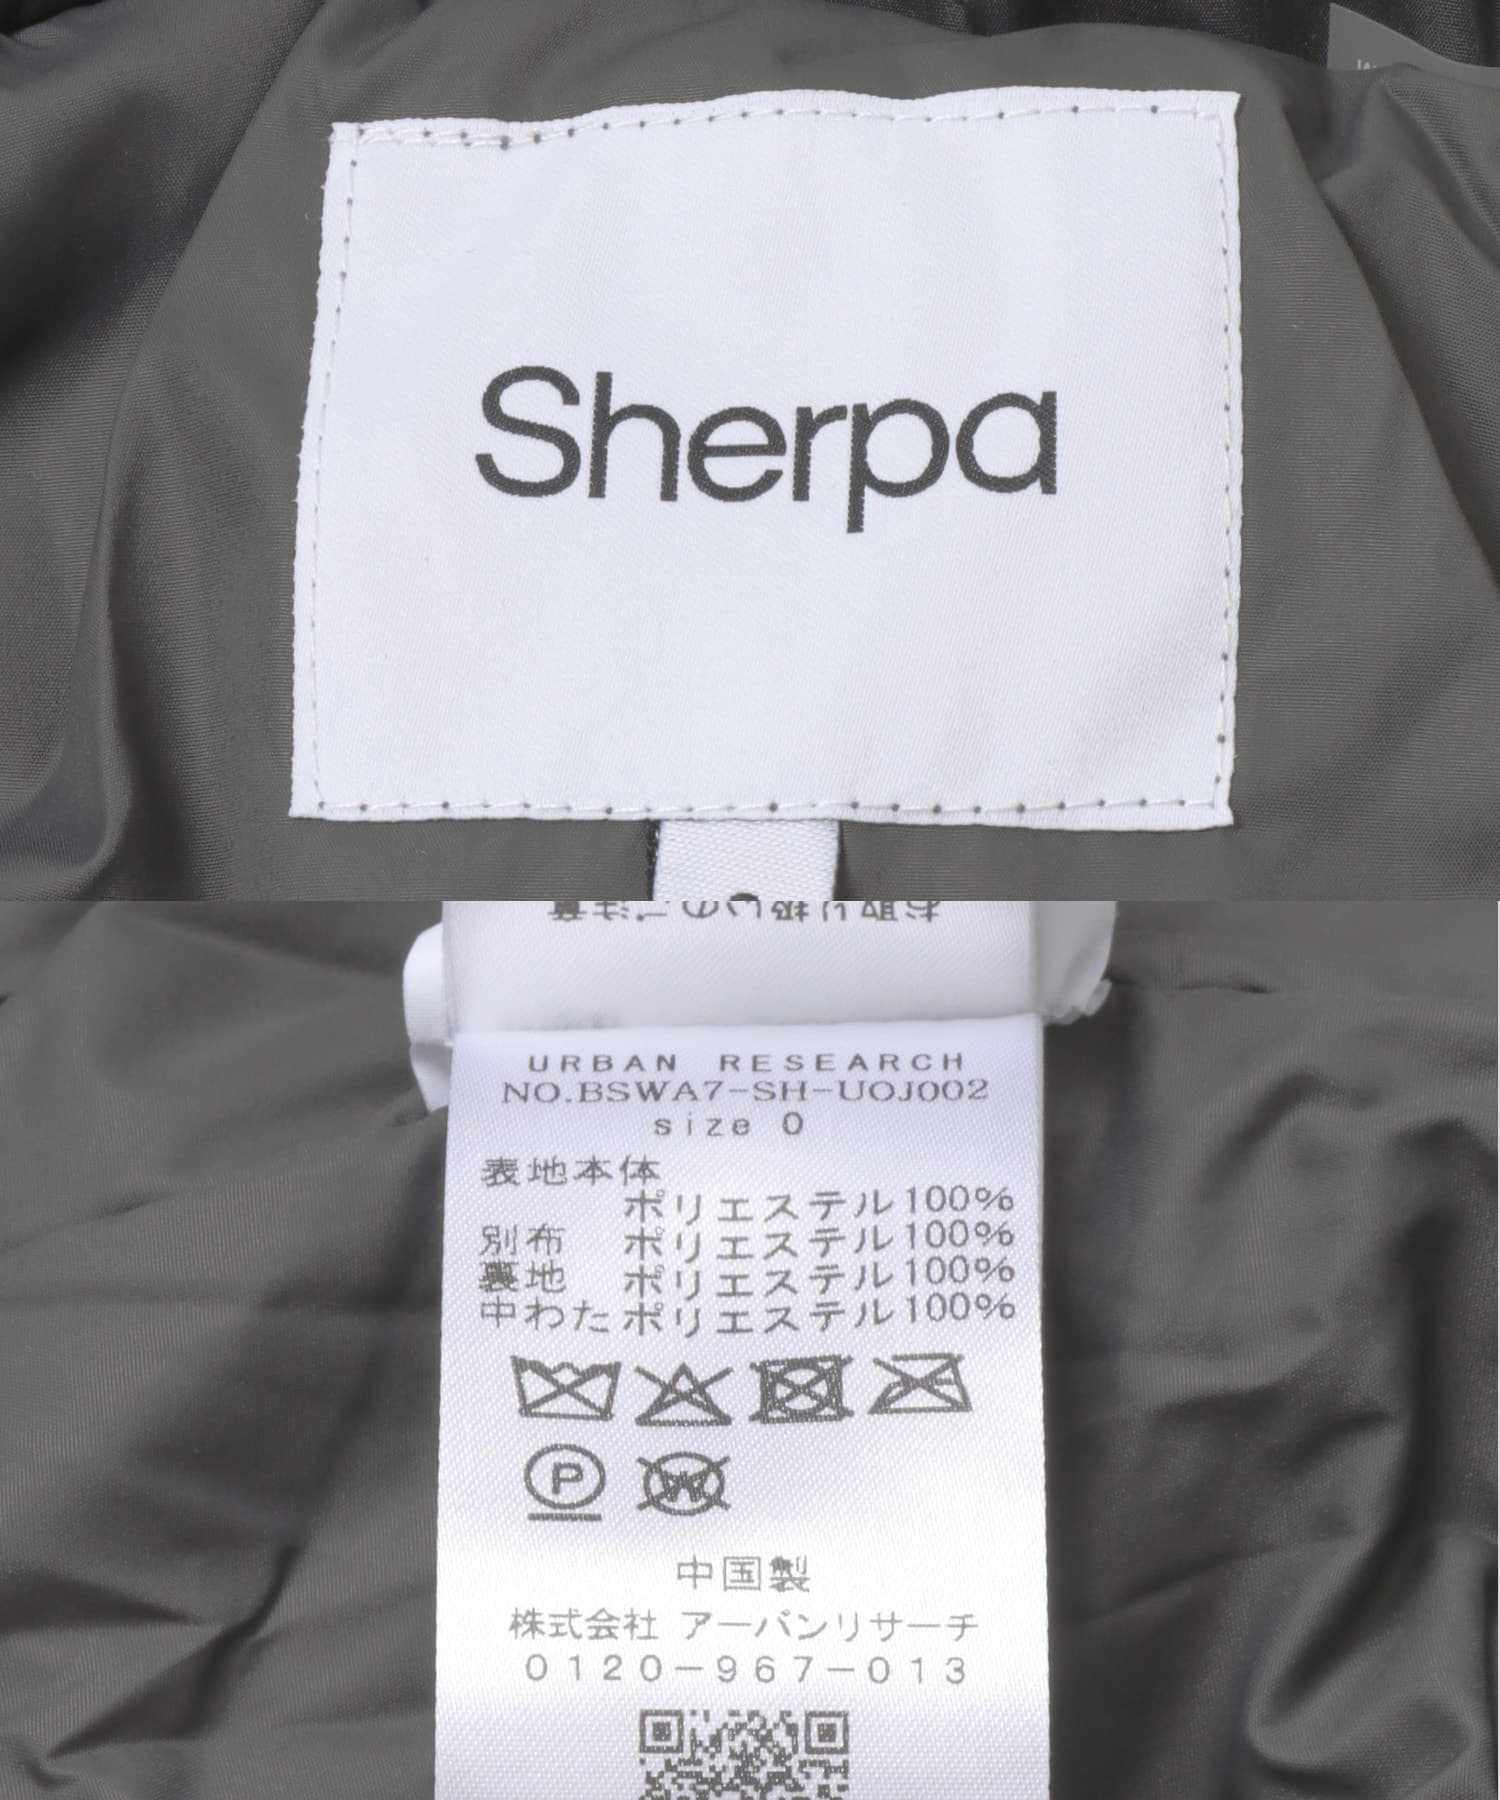 Sherpa
URBAN RESEARCH
NO.BSWA7-SH-UOJ002
size 0
表地本体
ポリエステル100%
別布 ポリエステル100%
裏地 ポリエステル100%
中わた ポリエステル100%
P
W
中国製
株式会社 アーバンリサーチ
0120-967-013